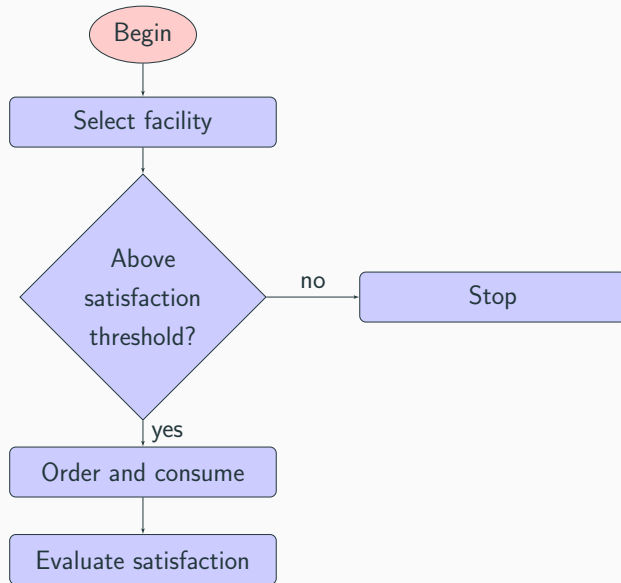 Begin
Select facility
Above
satisfaction
threshold?
no
Stop
yes
Order and consume
Evaluate satisfaction